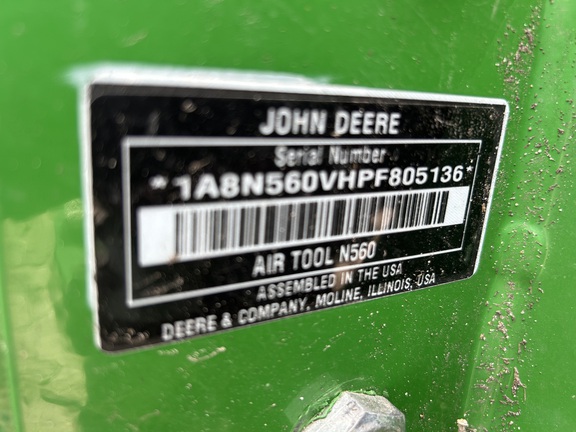 JOHN DEERE
Serial Number
*1A8N560VHPF805136*
AIR TOOL N560
ASSEMBLED IN THE USA
DEERE & COMPANY, MOLINE, ILLINOIS, USA